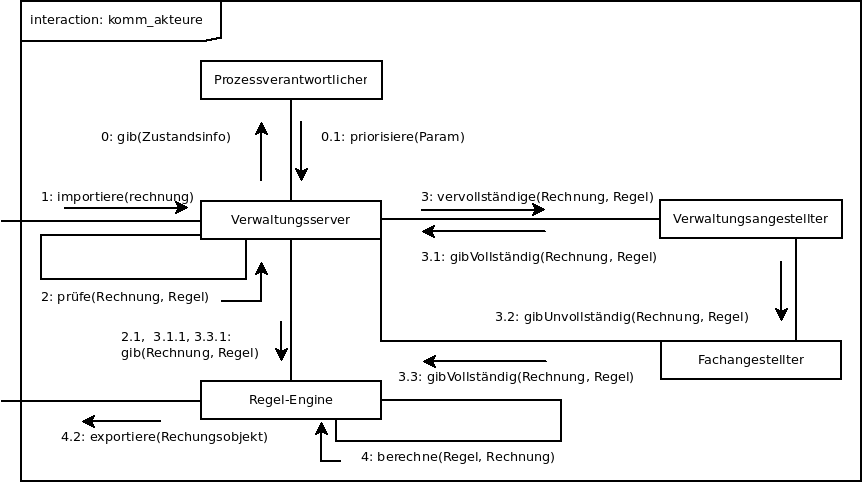 interaction: komm_akteure
Prozessverantwortlicher
0: gib(Zustandsinfo)
0.1: priorisiere(Param)
1: importiere(rechnung)
3: vervollständige(Rechnung, Regel)
Verwaltungsserver
Verwaltungsangestellter
3.1: gibVollständig(Rechnung, Regel)
2: prüfe(Rechnung, Regel)
3.2: gibUnvollständig(Rechnung, Regel)
2.1,  3.1.1, 3.3.1:
gib(Rechnung, Regel)
Fachangestellter
3.3: gibVollständig(Rechnung, Regel)
Regel-Engine
4.2: exportiere(Rechungsobjekt)
4: berechne(Regel, Rechnung)